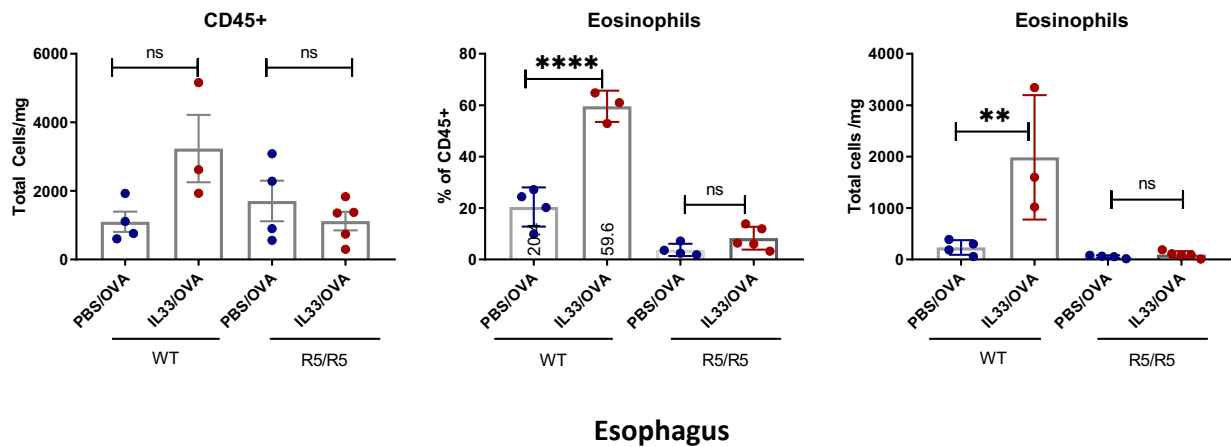 CD45+
Total Cells/mg
6000
4000
2000
0
ns
ns
PBS/OVA
IL33/OVA
PBS/OVA
IL33/OVA
WT
R5/R5
Eosinophils
% of CD45+
80
60
40
20
0
****
ns
59.6
PBS/OVA
IL33/OVA
PBS/OVA
IL33/OVA
WT
R5/R5
Eosinophils
Total cells /mg
4000
3000
2000
1000
0
**
ns
PBS/OVA
IL33/OVA
PBS/OVA
IL33/OVA
WT
R5/R5
Esophagus